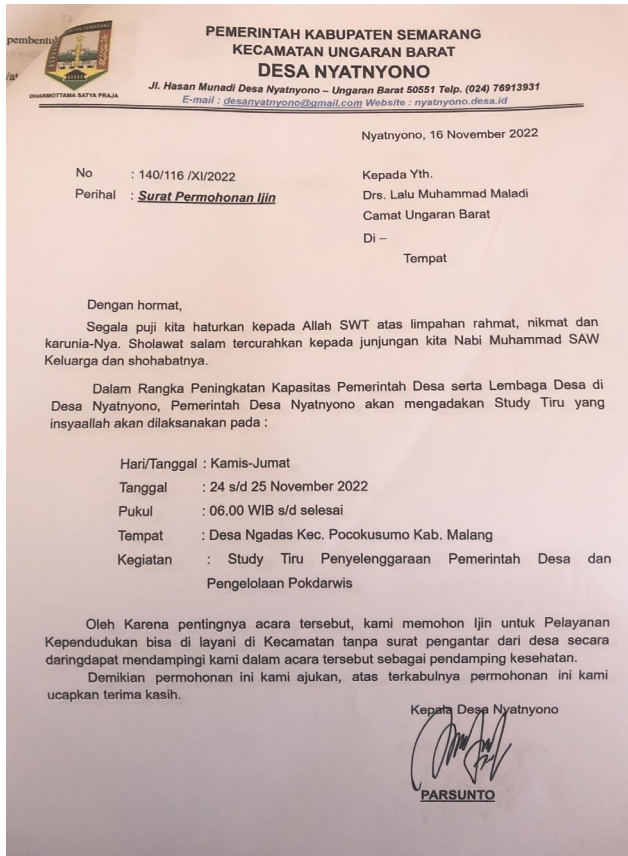 pembentuk
KABUPATEN SEMARANG
DHARMOTTAMA SATYA PRAJA
PEMERINTAH KABUPATEN SEMARANG
KECAMATAN UNGARAN BARAT
DESA NYATNYONO
Jl. Hasan Munadi Desa Nyatnyono – Ungaran Barat 50551 Telp. (024) 76913931
E-mail : desanyatnyono@gmail.com Website : nyatnyono.desa.id
Nyatnyono, 16 November 2022
No : 140/116 /XI/2022
Perihal : Surat Permohonan Ijin
Kepada Yth.
Drs. Lalu Muhammad Maladi
Camat Ungaran Barat
Di –
Tempat
Dengan hormat,
Segala puji kita haturkan kepada Allah SWT atas limpahan rahmat, nikmat dan
karunia-Nya. Sholawat salam tercurahkan kepada junjungan kita Nabi Muhammad SAW
Keluarga dan shohabatnya.
Dalam Rangka Peningkatan Kapasitas Pemerintah Desa serta Lembaga Desa di
Desa Nyatnyono, Pemerintah Desa Nyatnyono akan mengadakan Study Tiru yang
insyaallah akan dilaksanakan pada :
Hari/Tanggal : Kamis-Jumat
Tanggal : 24 s/d 25 November 2022
Pukul : 06.00 WIB s/d selesai
Tempat : Desa Ngadas Kec. Pocokusumo Kab. Malang
Kegiatan : Study Tiru Penyelenggaraan Pemerintah Desa dan
Pengelolaan Pokdarwis
Oleh Karena pentingnya acara tersebut, kami memohon Ijin untuk Pelayanan
Kependudukan bisa di layani di Kecamatan tanpa surat pengantar dari desa secara
daringdapat mendampingi kami dalam acara tersebut sebagai pendamping kesehatan.
Demikian permohonan ini kami ajukan, atas terkabulnya permohonan ini kami
ucapkan terima kasih.
Kepala Desa Nyatnyono
PARSUNTO